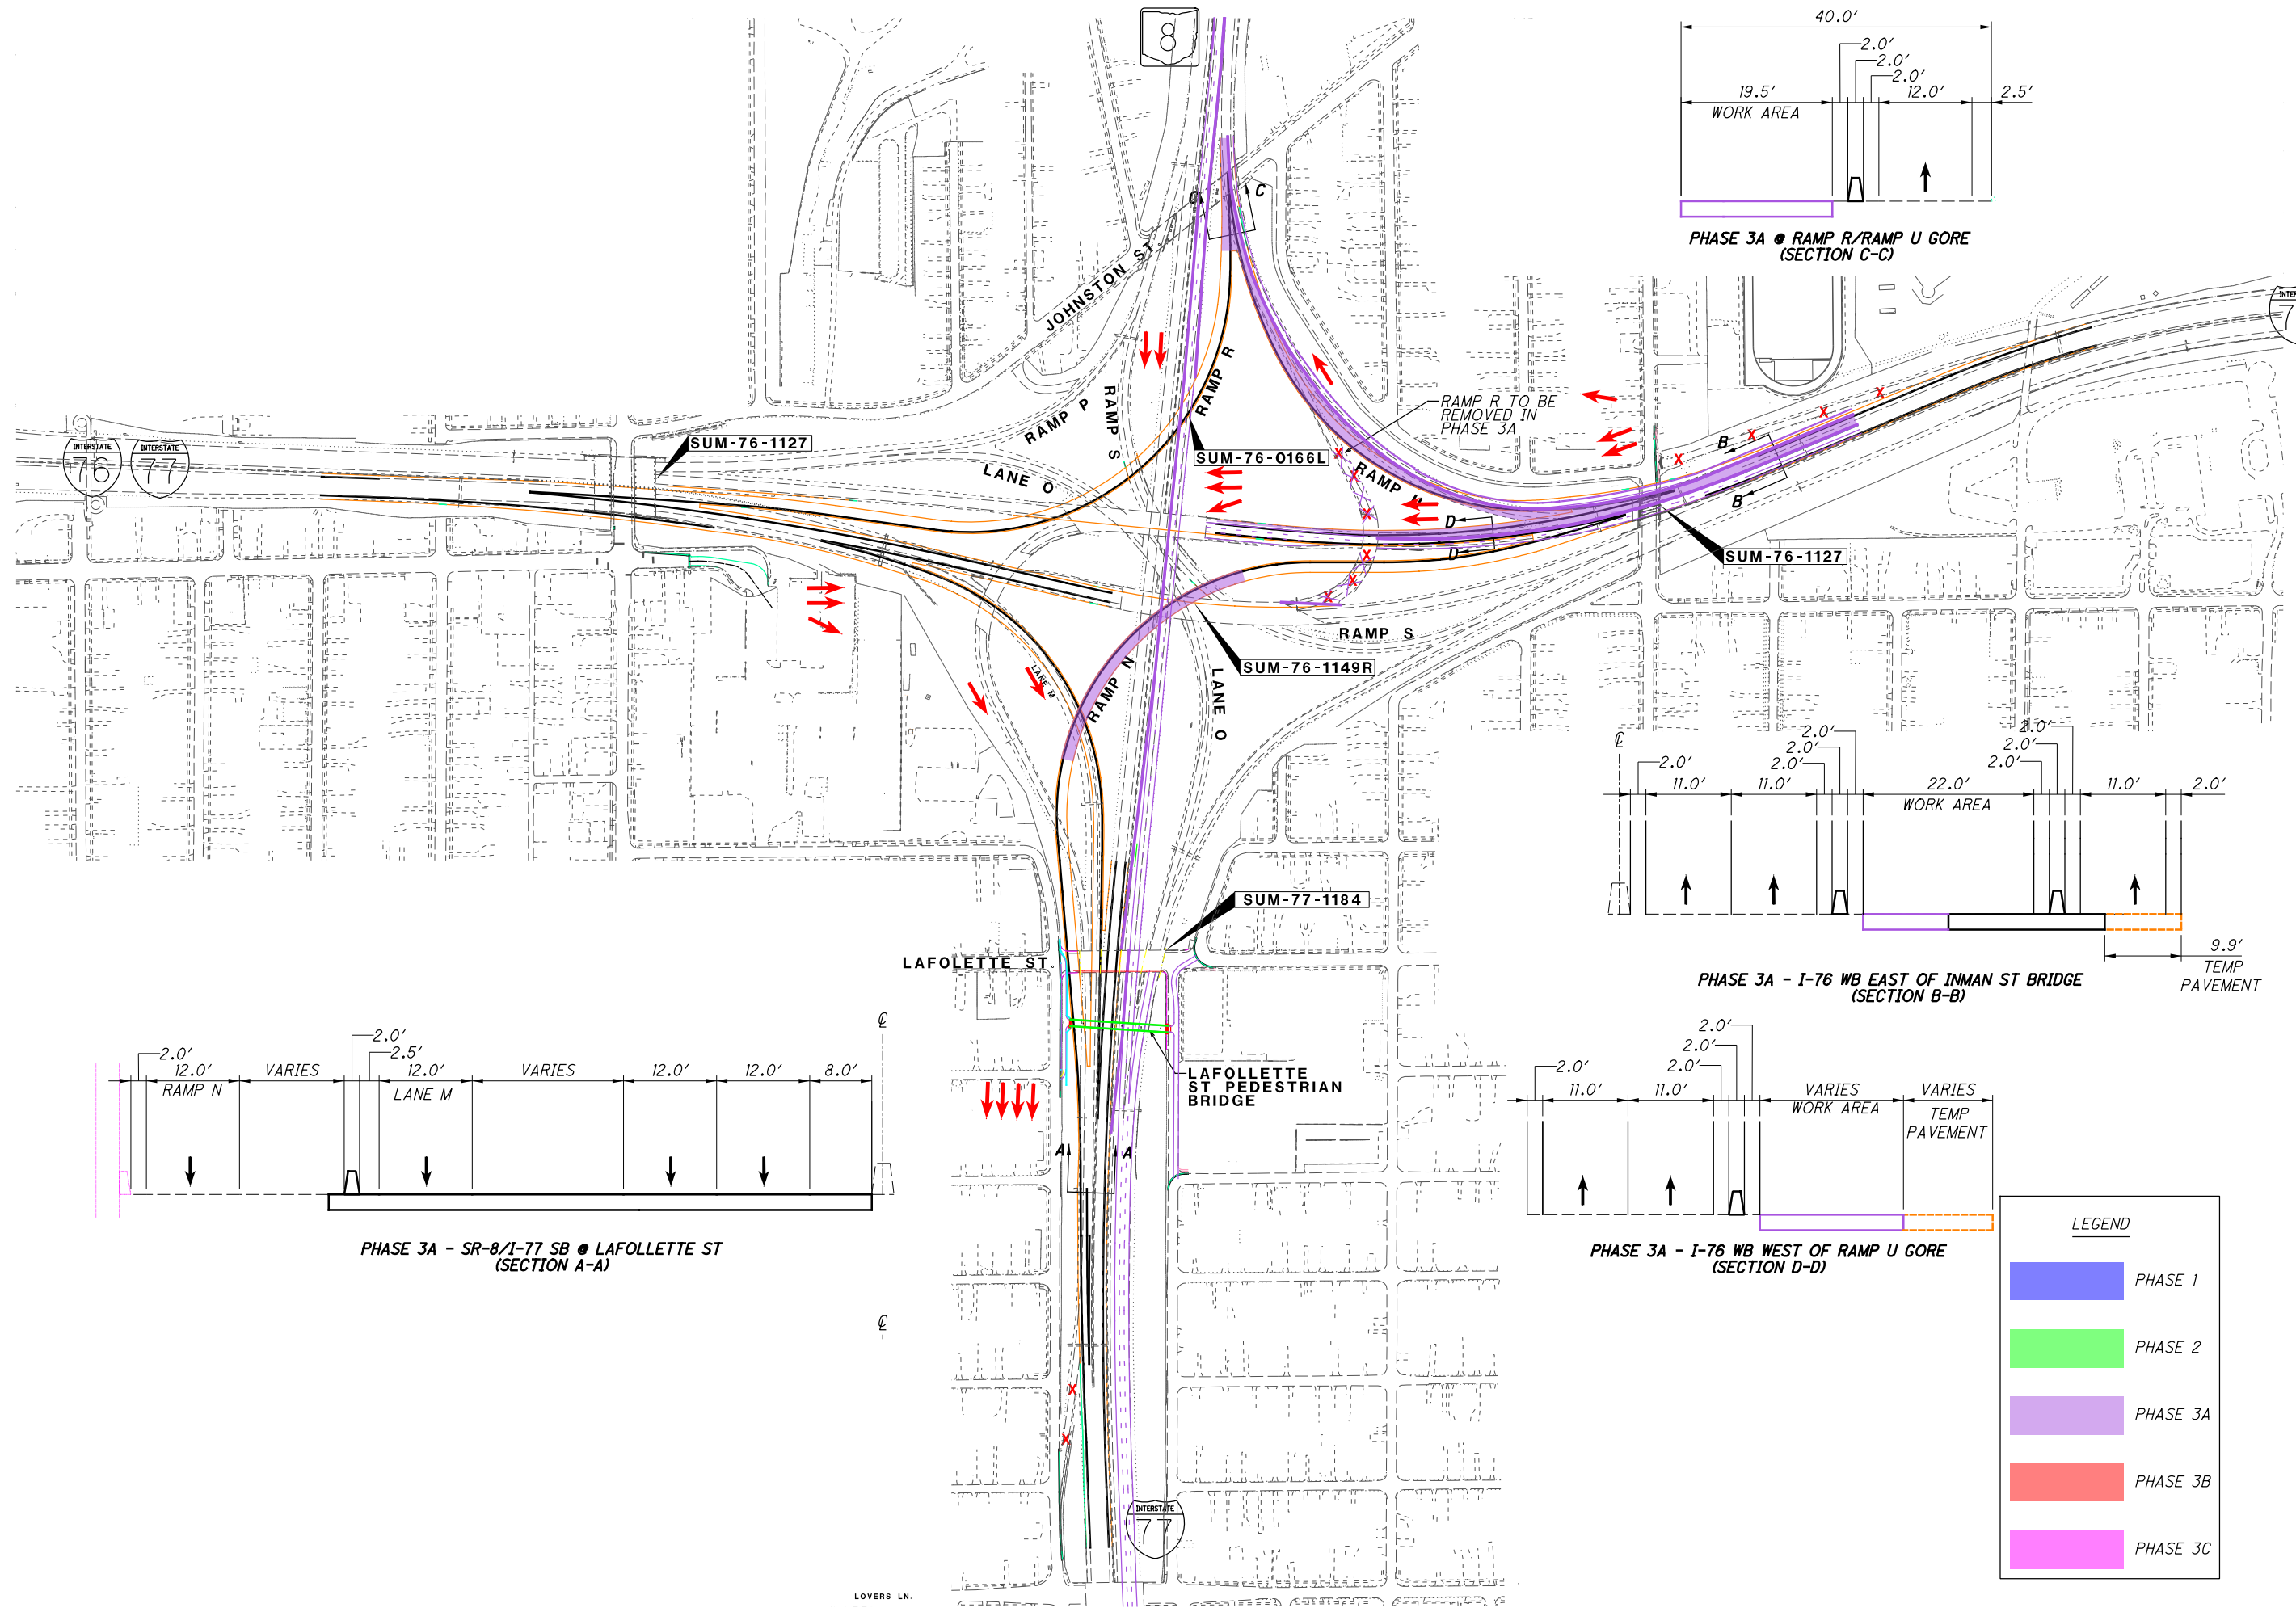 8
40.0'
2.0'
2.0'
2.0'
19.5'
12.0'
2.5'
WORK AREA
PHASE 3A @ RAMP R/RAMP U GORE
(SECTION C-C)
C
C
JOHNSTON ST.
RAMP R
RAMP P
RAMP S
LANE O
RAMP R TO BE
REMOVED IN
PHASE 3A
SUM-76-1127
SUM-76-0166L
INTERSTATE
76
INTERSTATE
77
X
X
X
X
X
X
X
X
X
X
B
B
D
D
SUM-76-1127
RAMP S
SUM-76-1149R
LANE M
RAMP N
LANE O
SUM-77-1184
LAFOLETTE ST.
LAFOLLETTE
ST PEDESTRIAN
BRIDGE
A
A
X
X
INTERSTATE
77
LOVERS LN.
2.0'
2.0'
2.0'
2.0'
2.0'
2.0'
2.0'
11.0'
11.0'
22.0'
11.0'
2.0'
WORK AREA
9.9'
TEMP
PAVEMENT
PHASE 3A - I-76 WB EAST OF INMAN ST BRIDGE
(SECTION B-B)
2.0'
2.0'
2.0'
2.0'
11.0'
11.0'
VARIES
VARIES
WORK AREA
TEMP
PAVEMENT
PHASE 3A - I-76 WB WEST OF RAMP U GORE
(SECTION D-D)
2.0'
2.0'
2.5'
12.0'
VARIES
12.0'
VARIES
12.0'
12.0'
8.0'
RAMP N
LANE M
PHASE 3A - SR-8/I-77 SB @ LAFOLLETTE ST
(SECTION A-A)
LEGEND
PHASE 1
PHASE 2
PHASE 3A
PHASE 3B
PHASE 3C